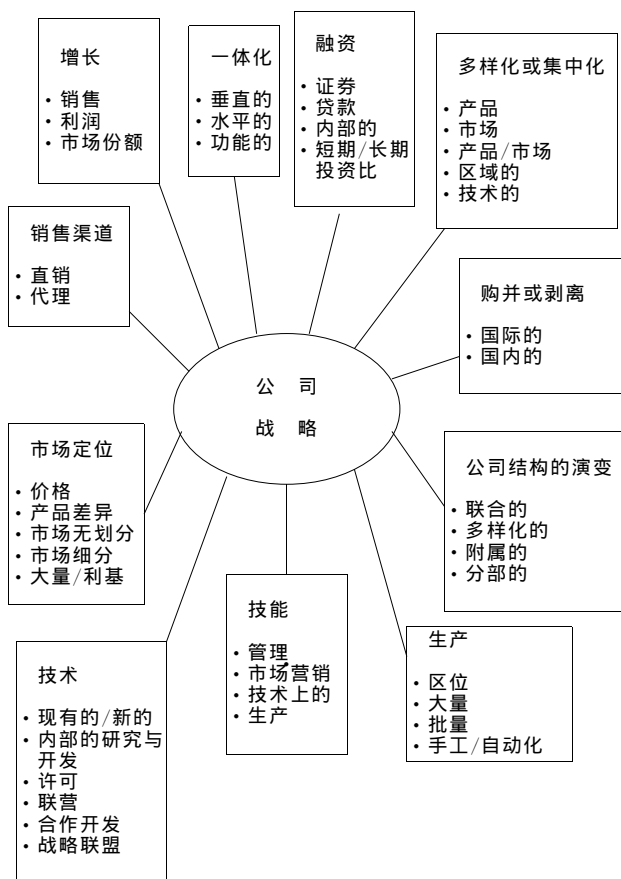 增长
• 销售
• 利润
• 市场份额
一体化
• 垂直的
• 水平的
• 功能的
融资
• 证券
• 贷款
• 内部的
• 短期/长期
投资比
多样化或集中化
• 产品
• 市场
• 产品/市场
• 区域的
• 技术的
销售渠道
• 直销
• 代理
购并或剥离
• 国际的
• 国内的
公 司
战 略
市场定位
• 价格
• 产品差异
• 市场无划分
• 市场细分
• 大量/利基
公司结构的演变
• 联合的
• 多样化的
• 附属的
• 分部的
技术
• 现有的/新的
• 内部的研究与
开发
• 许可
• 联营
• 合作开发
• 战略联盟
技能
• 管理
• 市场营销
• 技术上的
• 生产
生产
• 区位
• 大量
• 批量
• 手工/自动化